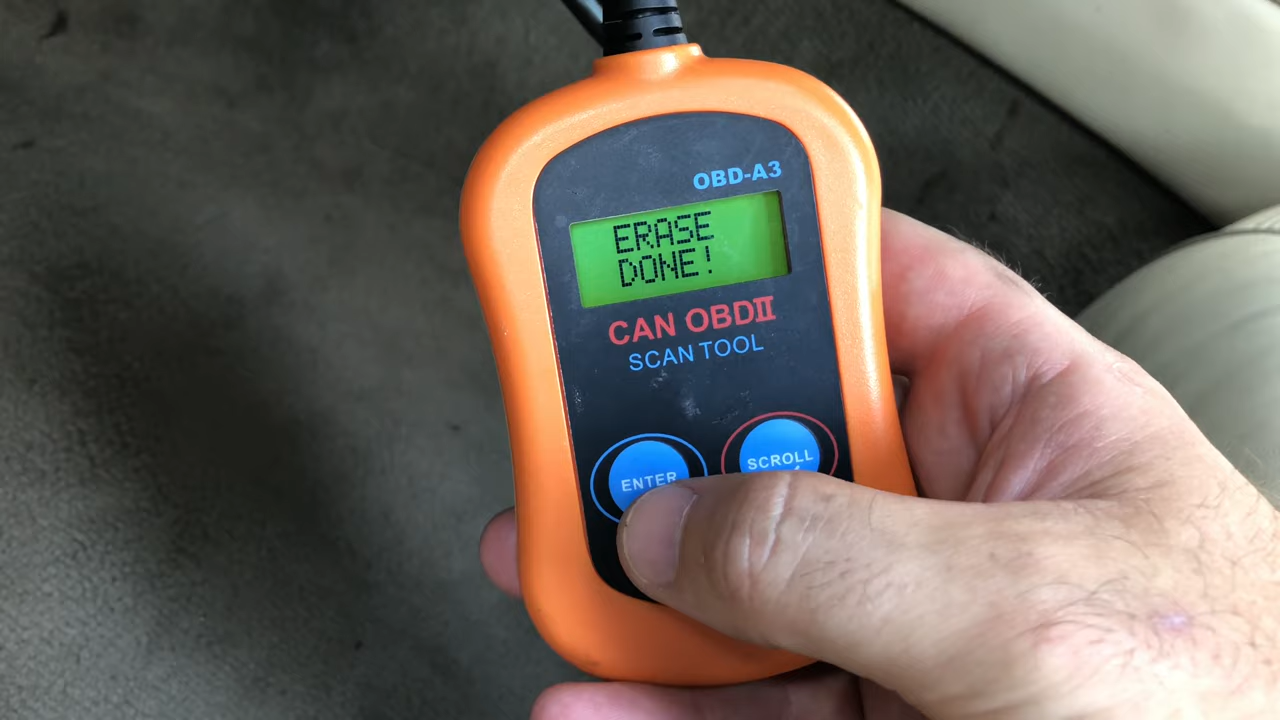 OBD-A3
ERASE
DONE!
CAN OBDII
SCAN TOOL
ENTER
SCROLL